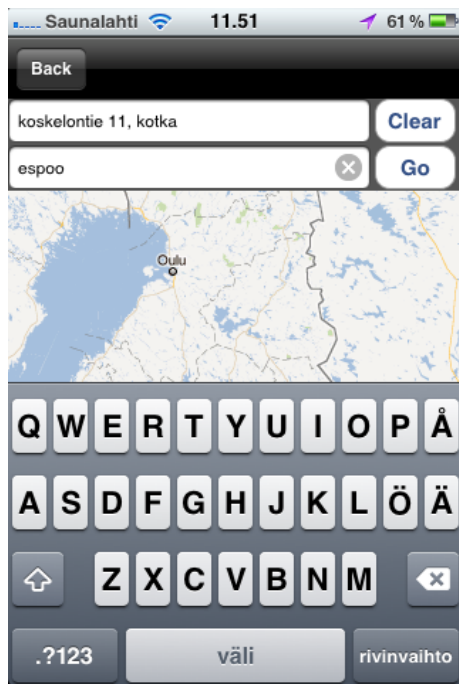 Saunalahti 11.51 61 %
Back
koskelontie 11, kotka
Clear
espoo
Go
Oulu
Q W E R T Y U I O P Å
A S D F G H J K L Ö Ä
Z X C V B N M
.?123 väli rivinvaihto